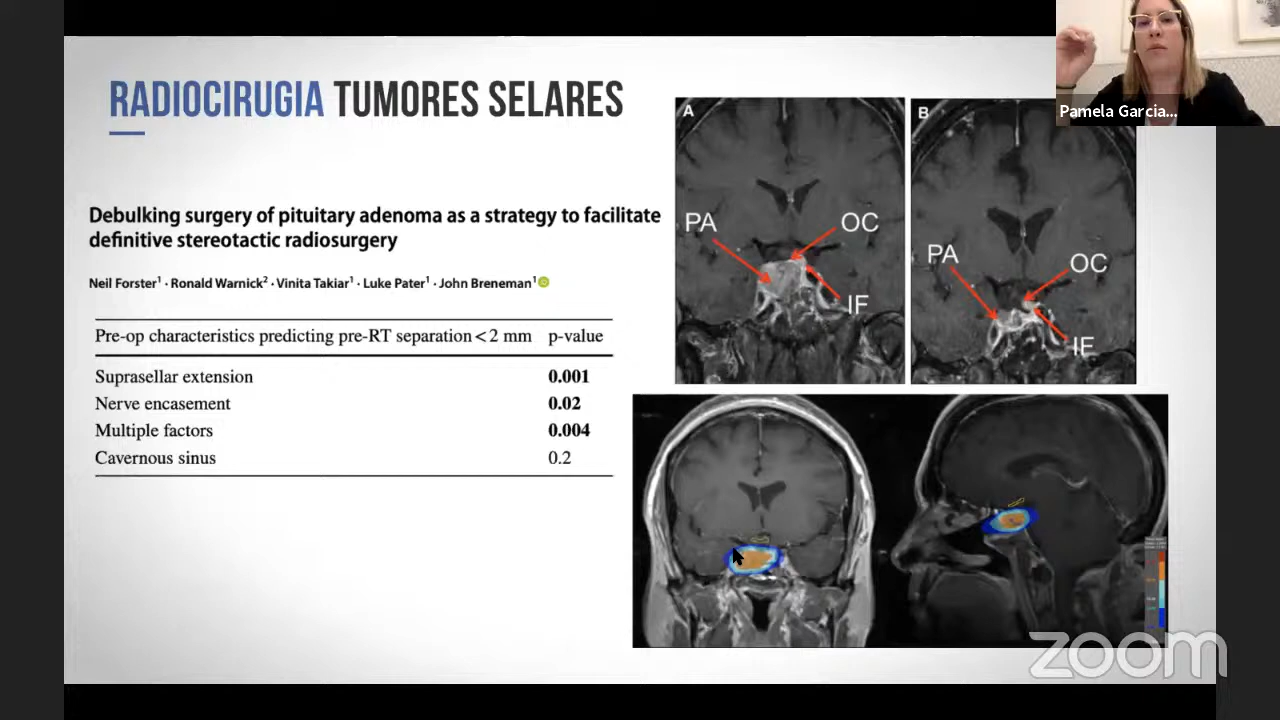 RADIOCIRUGIA TUMORES SELARES
Pamela Garcia...
Debulking surgery of pituitary adenoma as a strategy to facilitate
definitive stereotactic radiosurgery
Neil Forster1 · Ronald Warnick2 · Vinita Takiar1 · Luke Pater1 · John Breneman1
Pre-op characteristics predicting pre-RT separation < 2 mm p-value
Suprasellar extension 0.001
Nerve encasement 0.02
Multiple factors 0.004
Cavernous sinus 0.2
A
PA
OC
IF
B
PA
OC
IF
zoom